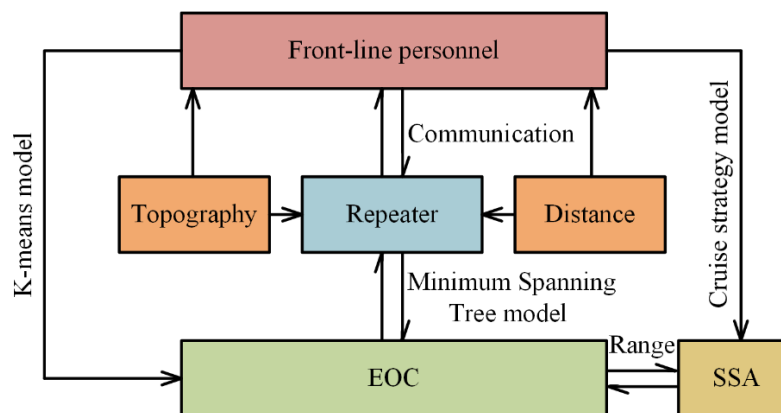 Front-line personnel
Communication
Topography
Repeater
Distance
K-means model
Cruise strategy model
Minimum Spanning
Tree model
Range
EOC
SSA